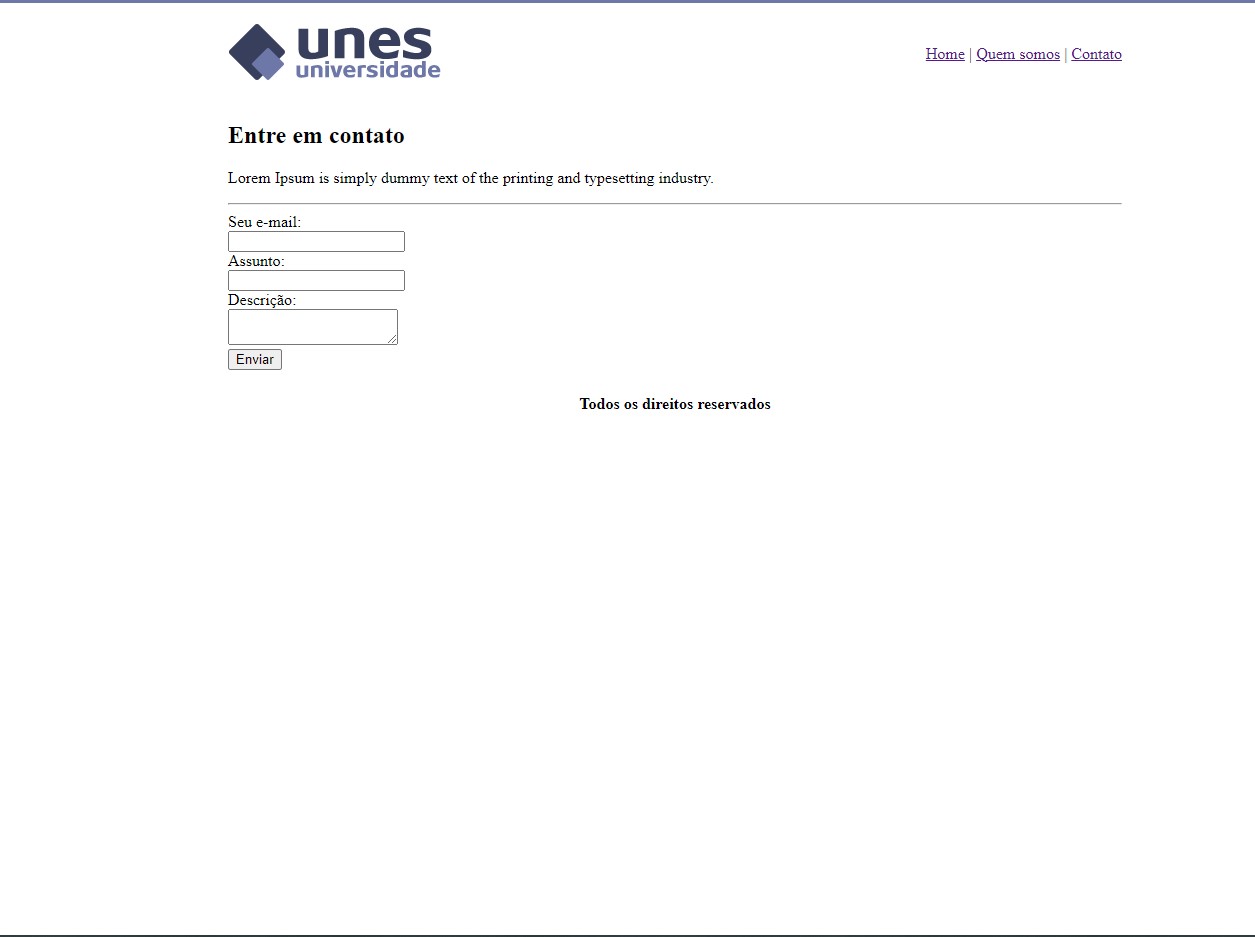 unes
universidade
Home | Quem somos | Contato
Entre em contato
Lorem Ipsum is simply dummy text of the printing and typesetting industry.
Seu e-mail:
Assunto:
Descrição:
Enviar
Todos os direitos reservados